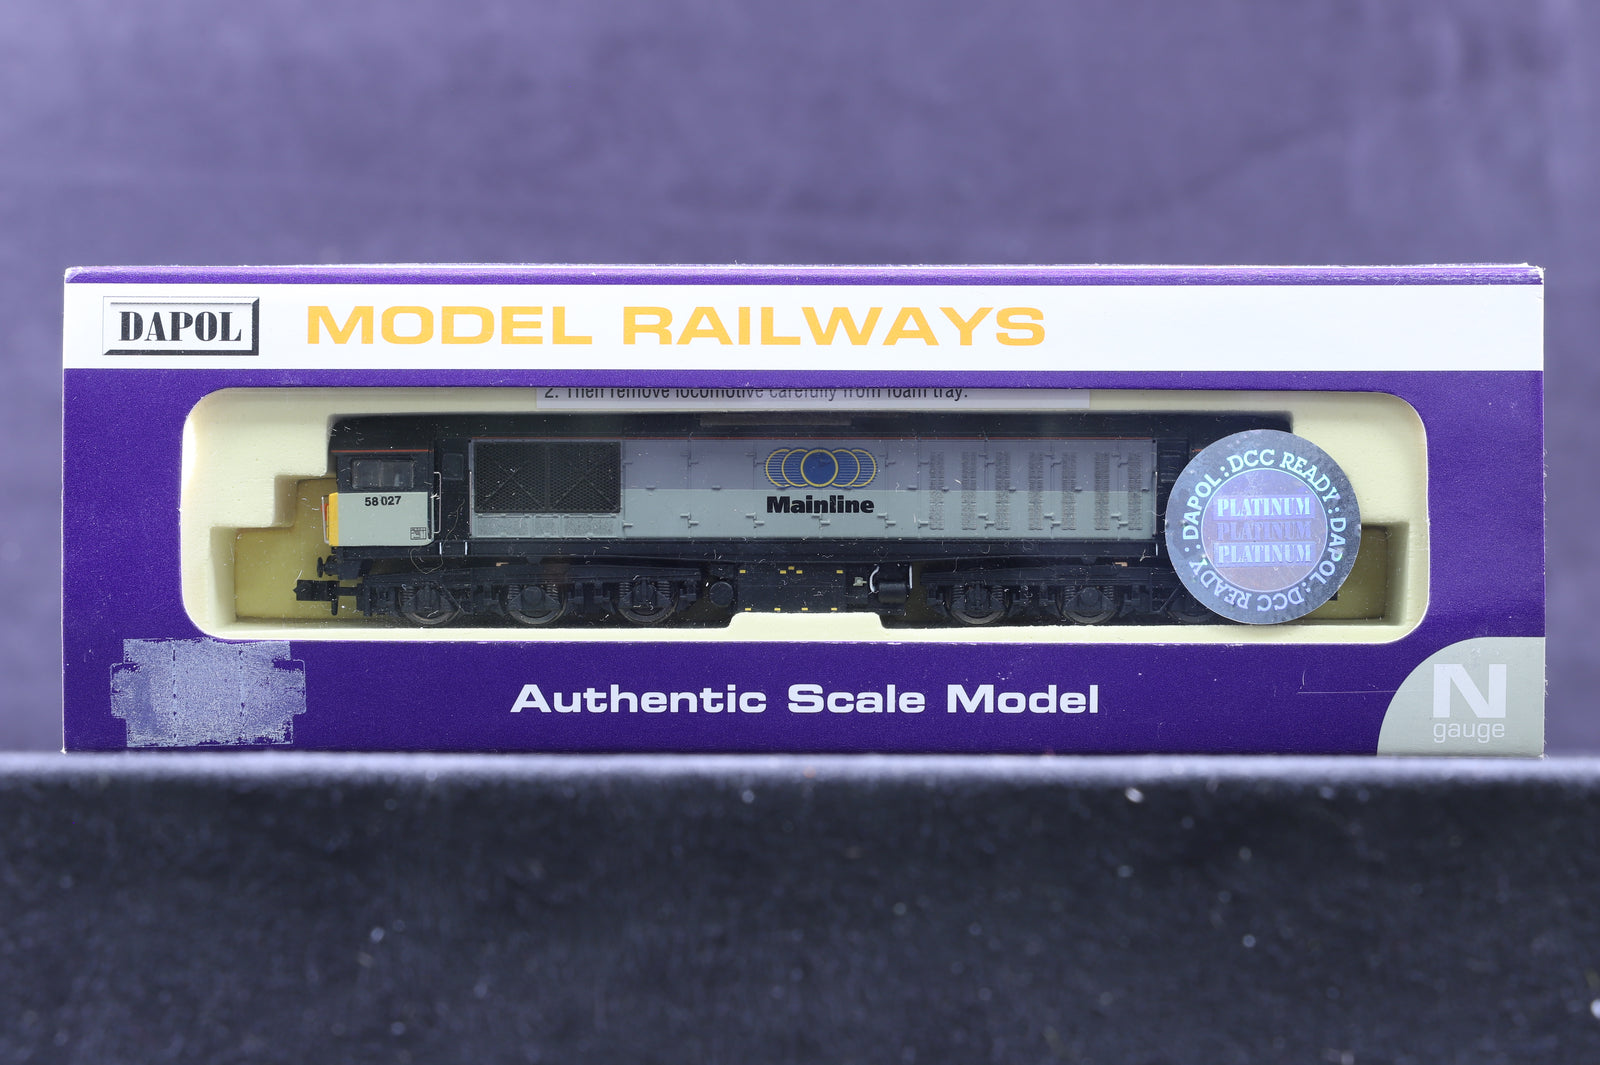 DAPOL
MODEL RAILWAYS
2. Then remove locomotive carefully from foam tray.
58027
Mainline
DAPOL : DCC READY : DAPOL : DCC READY :
PLATINUM
PLATINUM
PLATINUM
Authentic Scale Model
N
gauge